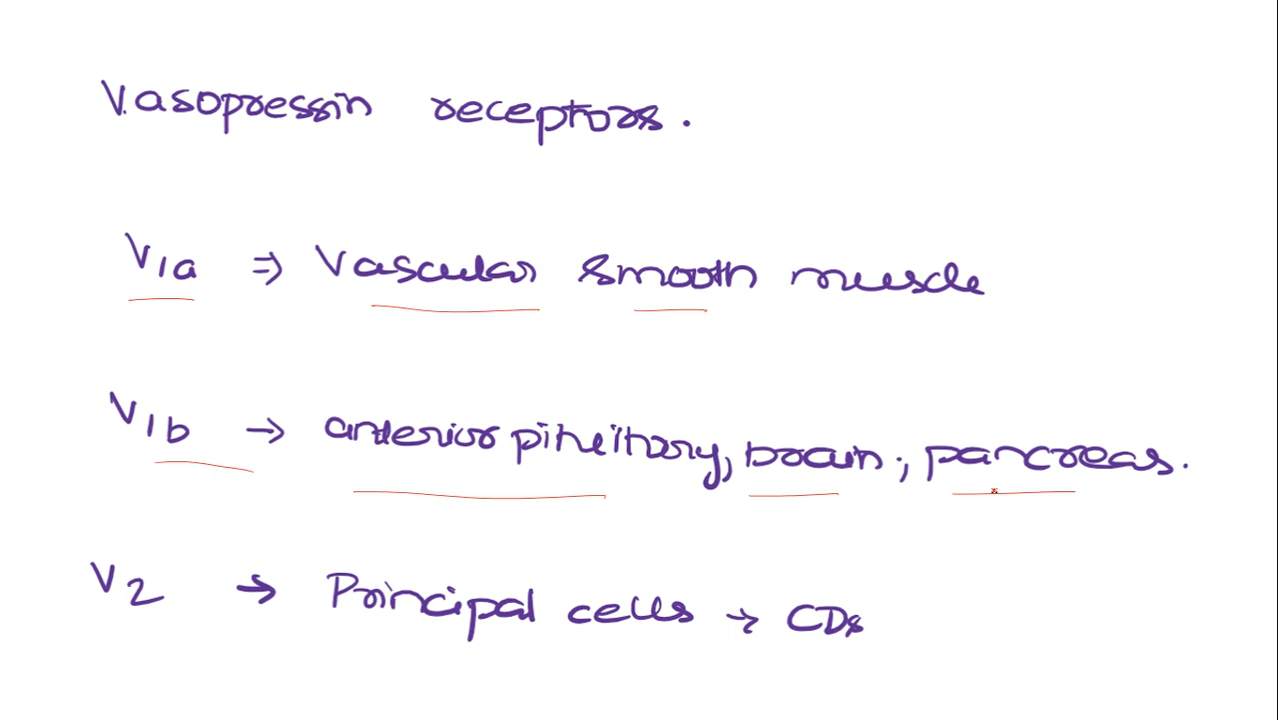 Vasopressin receptors.
V1a ⇒ Vascular smooth muscle
V1b → anterior pituitary, brain, pancreas.
V2 → Principal cells → CDs